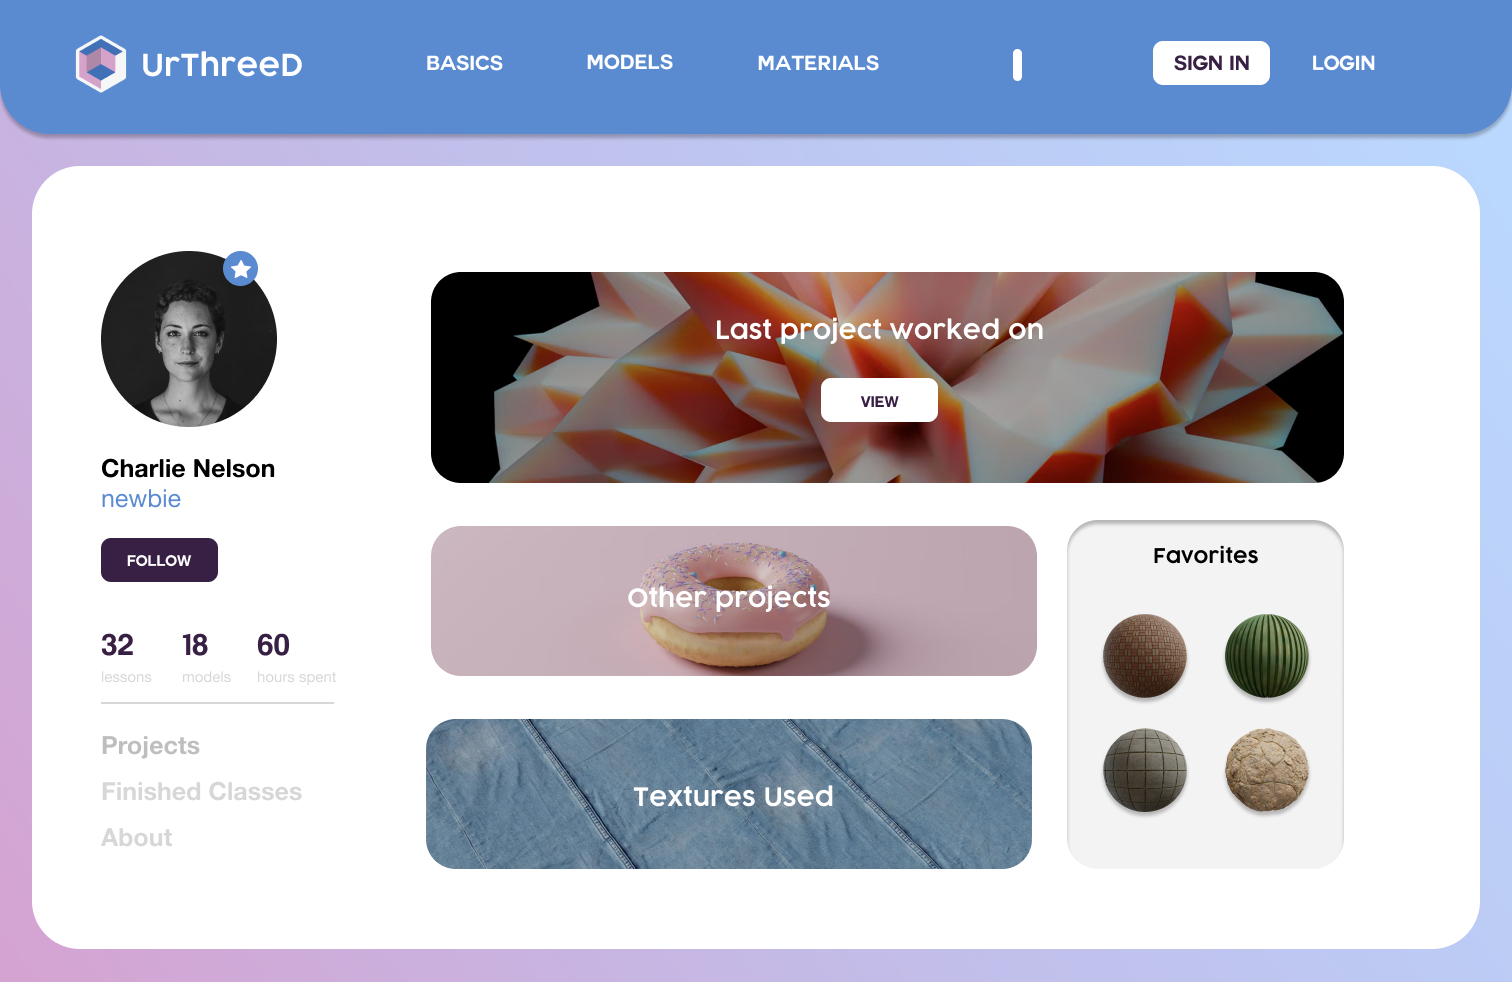 UrThreeD
BASICS
MODELS
MATERIALS
SIGN IN
LOGIN
Charlie Nelson
newbie
FOLLOW
32 18 60
lessons models hours spent
Projects
Finished Classes
About
Last project worked on
VIEW
Other projects
Textures Used
Favorites